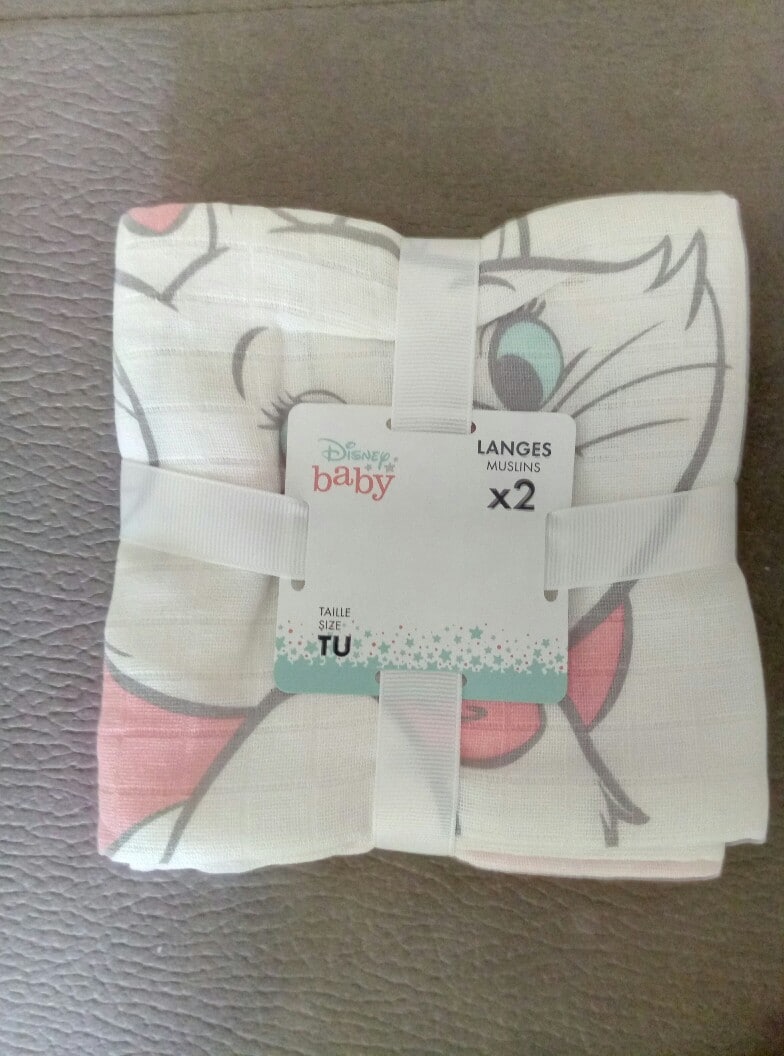 Disney
baby
LANGES
MUSLINS
x2
TAILLE
SIZE
TU